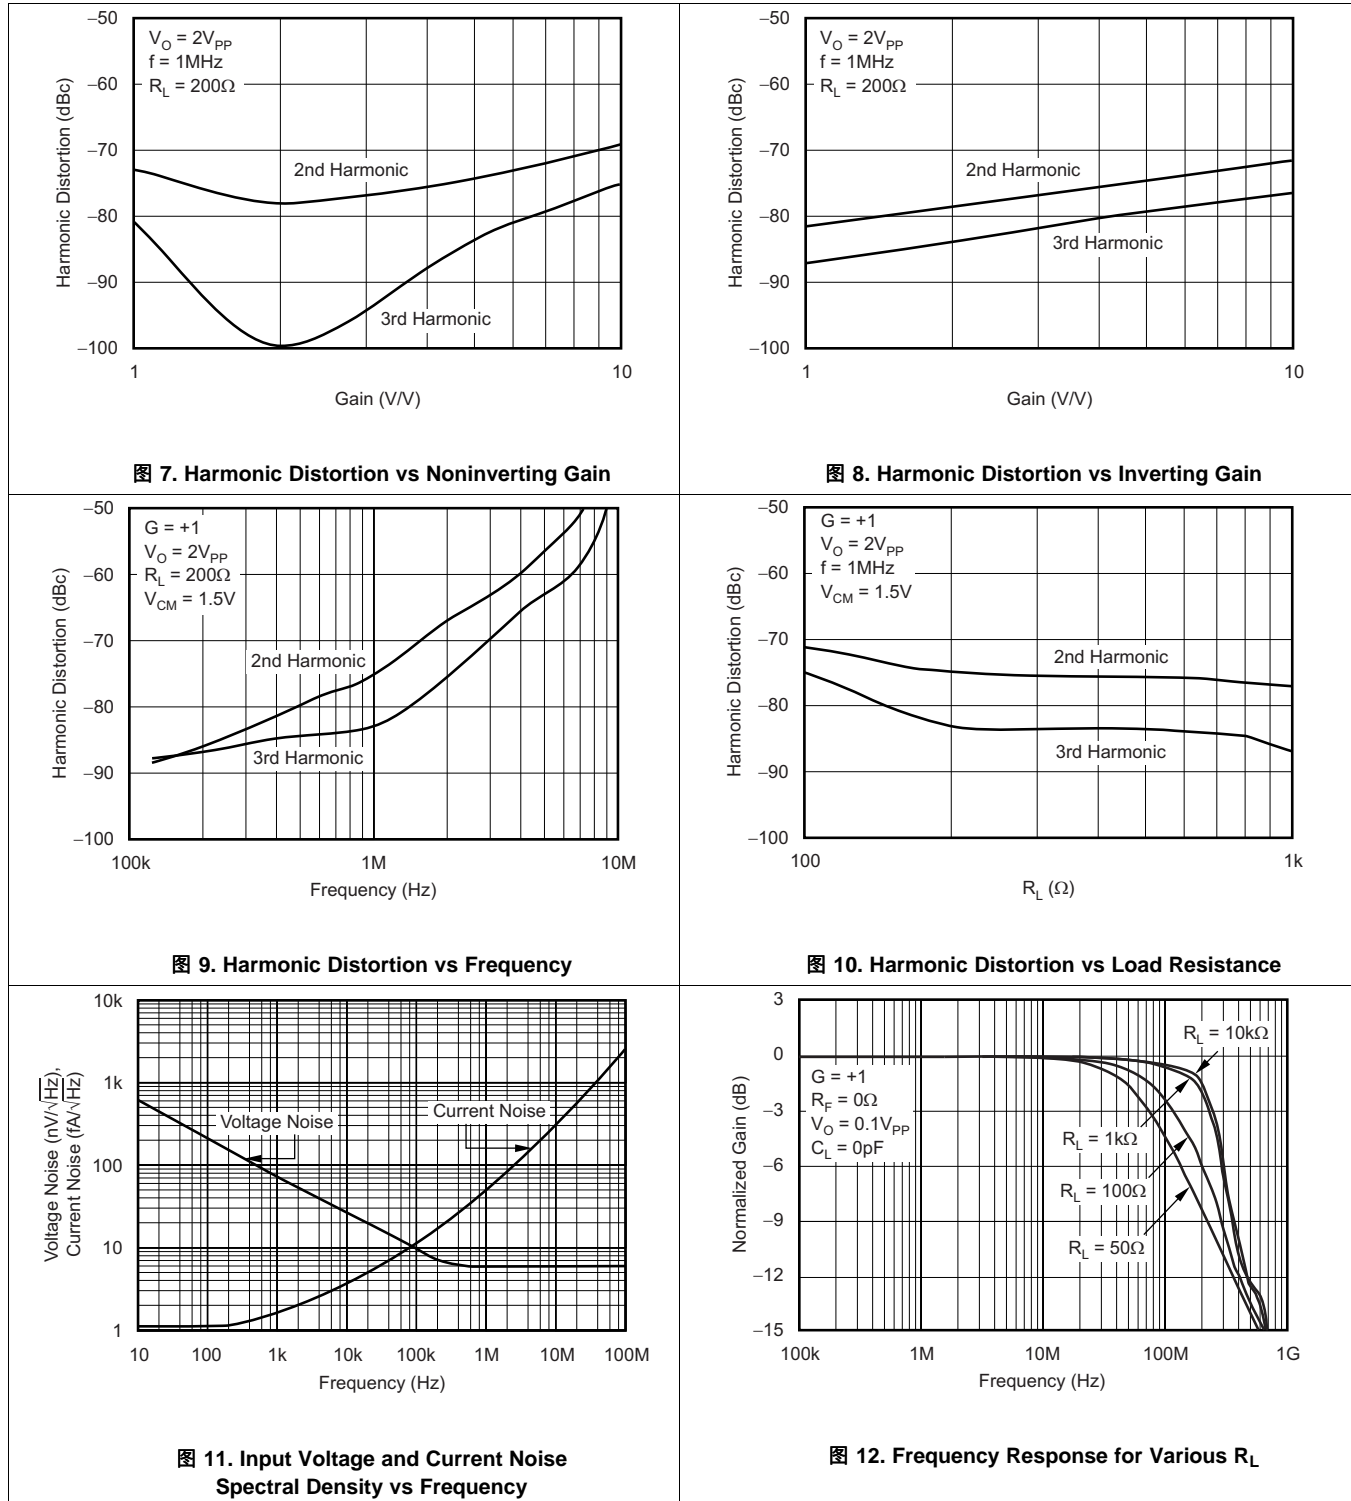 Harmonic Distortion (dBc)
−50
−60
−70
−80
−90
−100
V_O = 2V_PP
f = 1MHz
R_L = 200Ω
2nd Harmonic
3rd Harmonic
1
10
Gain (V/V)
图 7. Harmonic Distortion vs Noninverting Gain
Harmonic Distortion (dBc)
−50
−60
−70
−80
−90
−100
V_O = 2V_PP
f = 1MHz
R_L = 200Ω
2nd Harmonic
3rd Harmonic
1
10
Gain (V/V)
图 8. Harmonic Distortion vs Inverting Gain
Harmonic Distortion (dBc)
−50
−60
−70
−80
−90
−100
G = +1
V_O = 2V_PP
R_L = 200Ω
V_CM = 1.5V
2nd Harmonic
3rd Harmonic
100k
1M
10M
Frequency (Hz)
图 9. Harmonic Distortion vs Frequency
Harmonic Distortion (dBc)
−50
−60
−70
−80
−90
−100
G = +1
V_O = 2V_PP
f = 1MHz
V_CM = 1.5V
2nd Harmonic
3rd Harmonic
100
1k
R_L (Ω)
图 10. Harmonic Distortion vs Load Resistance
Voltage Noise (nV/√Hz),
Current Noise (fA/√Hz)
10k
1k
100
10
1
Voltage Noise
Current Noise
10
100
1k
10k
100k
1M
10M
100M
Frequency (Hz)
图 11. Input Voltage and Current Noise
Spectral Density vs Frequency
Normalized Gain (dB)
3
0
−3
−6
−9
−12
−15
G = +1
R_F = 0Ω
V_O = 0.1V_PP
C_L = 0pF
R_L = 10kΩ
R_L = 1kΩ
R_L = 100Ω
R_L = 50Ω
100k
1M
10M
100M
1G
Frequency (Hz)
图 12. Frequency Response for Various R_L